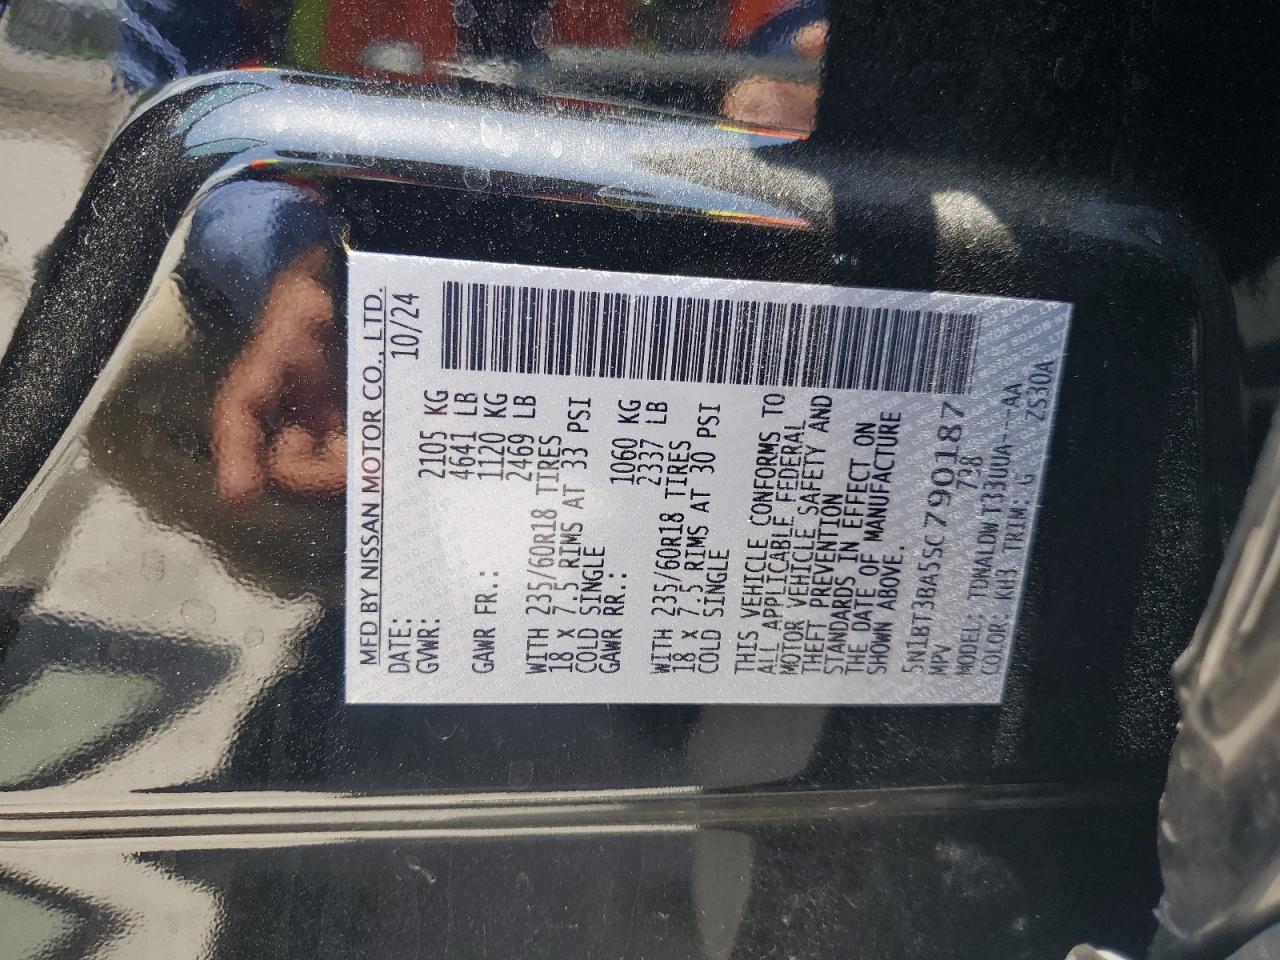 MFD BY NISSAN MOTOR CO., LTD.
DATE: 10/24
GVWR: 2105 KG
4641 LB
GAWR FR.: 1120 KG
2469 LB
WITH 235/60R18 TIRES
18 X 7.5 RIMS AT 33 PSI
COLD SINGLE
GAWR RR.: 1060 KG
2337 LB
WITH 235/60R18 TIRES
18 X 7.5 RIMS AT 30 PSI
COLD SINGLE
THIS VEHICLE CONFORMS TO
ALL APPLICABLE FEDERAL
MOTOR VEHICLE SAFETY AND
THEFT PREVENTION
STANDARDS IN EFFECT ON
THE DATE OF MANUFACTURE
SHOWN ABOVE.
5N1BT3BA5SC790187
MPV 738
MODEL: TDNALDW T33UUA---AA
COLOR: KH3 TRIM: G ZS30A